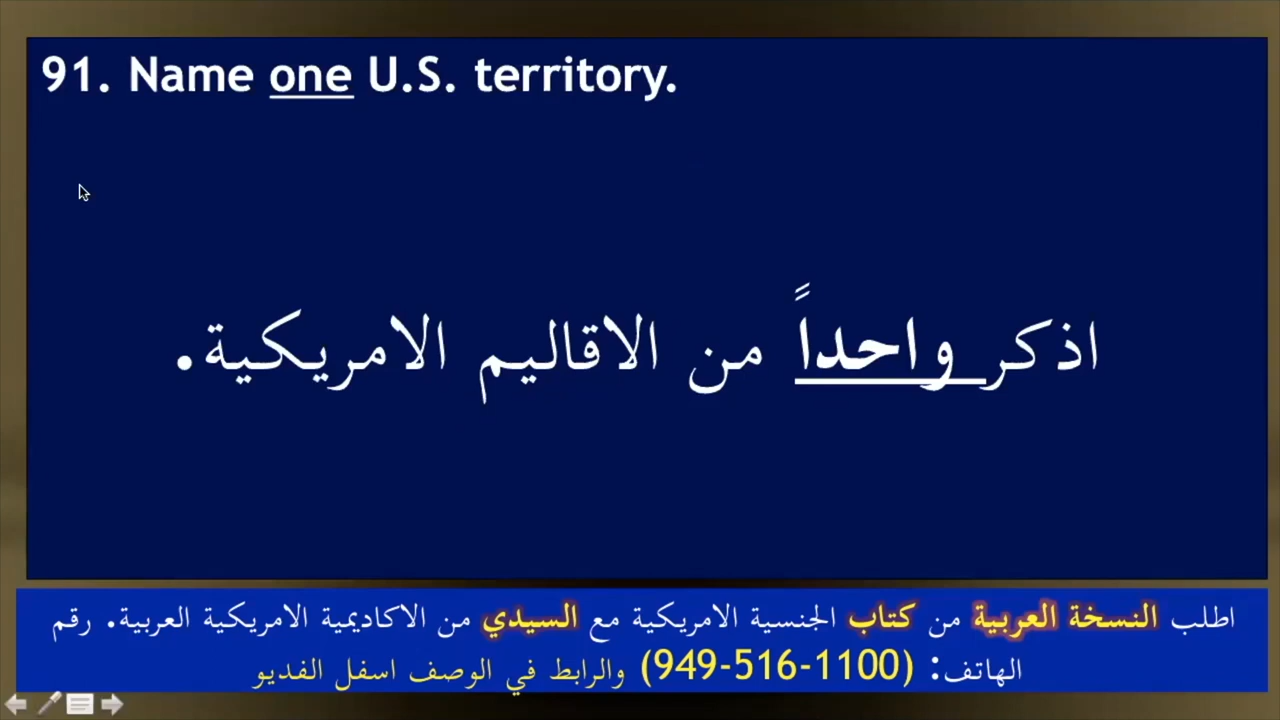 91. Name one U.S. territory.
اذكر واحداً من الاقاليم الامريكية.
اطلب النسخة العربية من كتاب الجنسية الامريكية مع السيدي من الاكاديمية الامريكية العربية. رقم
الهاتف: (949-516-1100) والرابط في الوصف اسفل الفديو